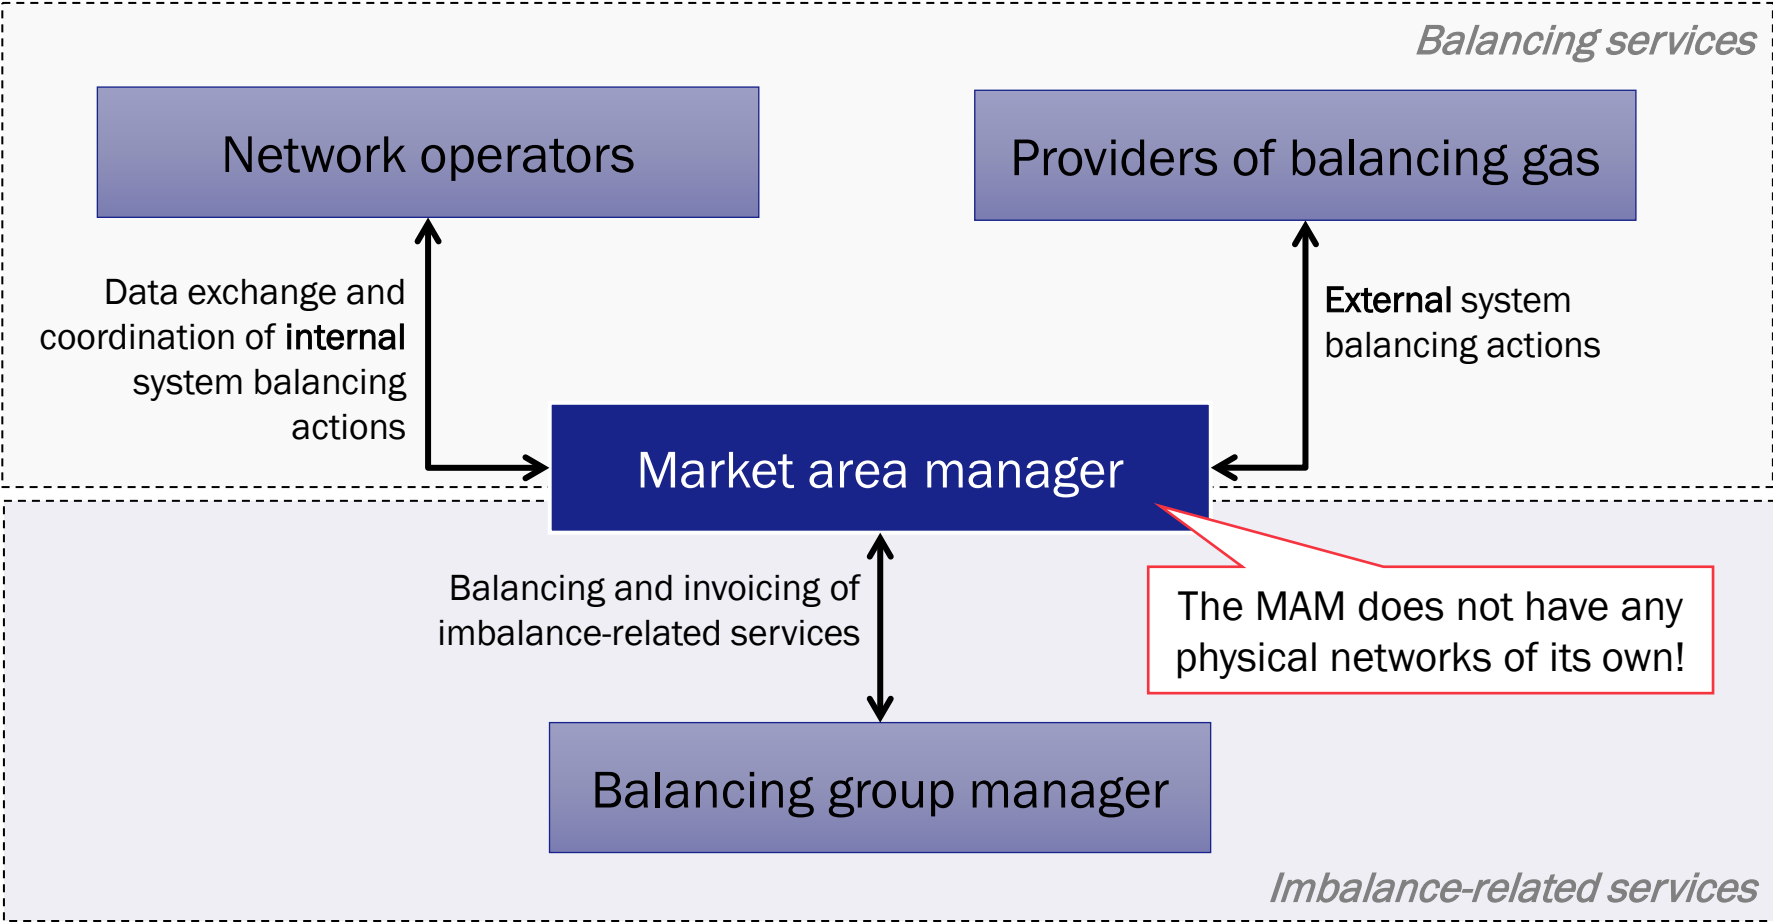 Balancing services
Network operators
Providers of balancing gas
Data exchange and
coordination of internal
system balancing
actions
External system
balancing actions
Market area manager
Balancing and invoicing of
imbalance-related services
The MAM does not have any
physical networks of its own!
Balancing group manager
Imbalance-related services